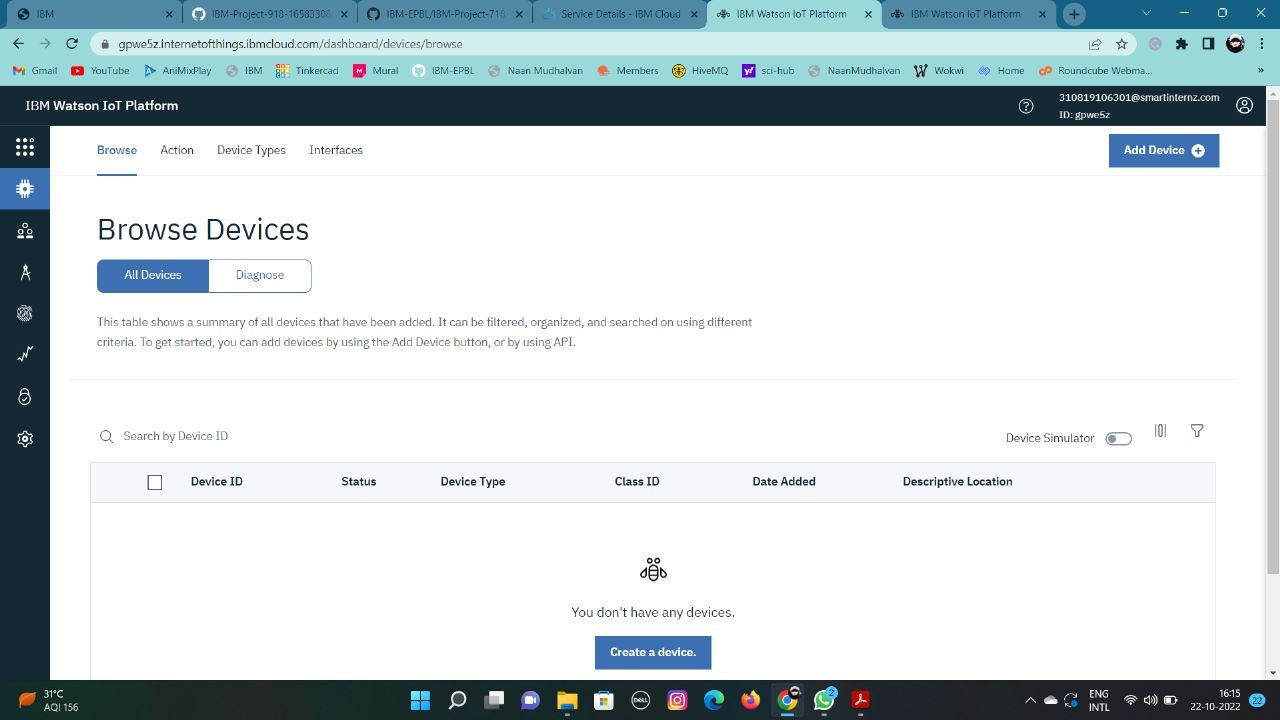 IBM
IBM-Project-918-16583308
IBM-EPBL/IBM-Project-718
Service Details - IBM Cloud
IBM Watson IoT Platform
IBM Watson IoT Platform
gpwe5z.internetofthings.ibmcloud.com/dashboard/devices/browse
Gmail
YouTube
AniMixPlay
IBM
Tinkercad
Mural
IBM-EPBL
Naan Mudhalvan
Members
HiveMQ
sci-hub
NaanMudhalvan
Wokwi
Home
Roundcube Webma...
»
IBM Watson IoT Platform
310819106301@smartinternz.com
ID: gpwe5z
Browse
Action
Device Types
Interfaces
Add Device
Browse Devices
All Devices
Diagnose
This table shows a summary of all devices that have been added. It can be filtered, organized, and searched on using different
criteria. To get started, you can add devices by using the Add Device button, or by using API.
Search by Device ID
Device Simulator
Device ID
Status
Device Type
Class ID
Date Added
Descriptive Location
You don't have any devices.
Create a device.
31°C
AQI 156
DELL
2
ENG
INTL
16:15
22-10-2022
22